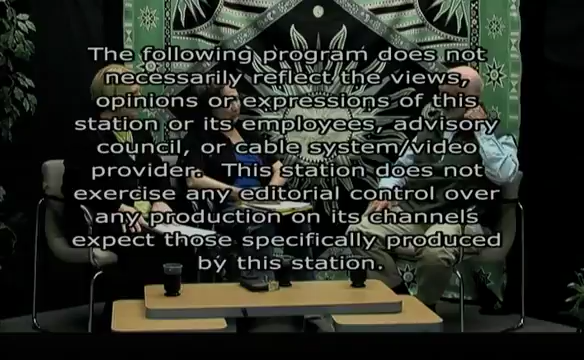 The following program does not
necessarily reflect the views,
opinions or expressions of this
station or its employees, advisory
council, or cable system/video
provider. This station does not
exercise any editorial control over
any production on its channels
expect those specifically produced
by this station.